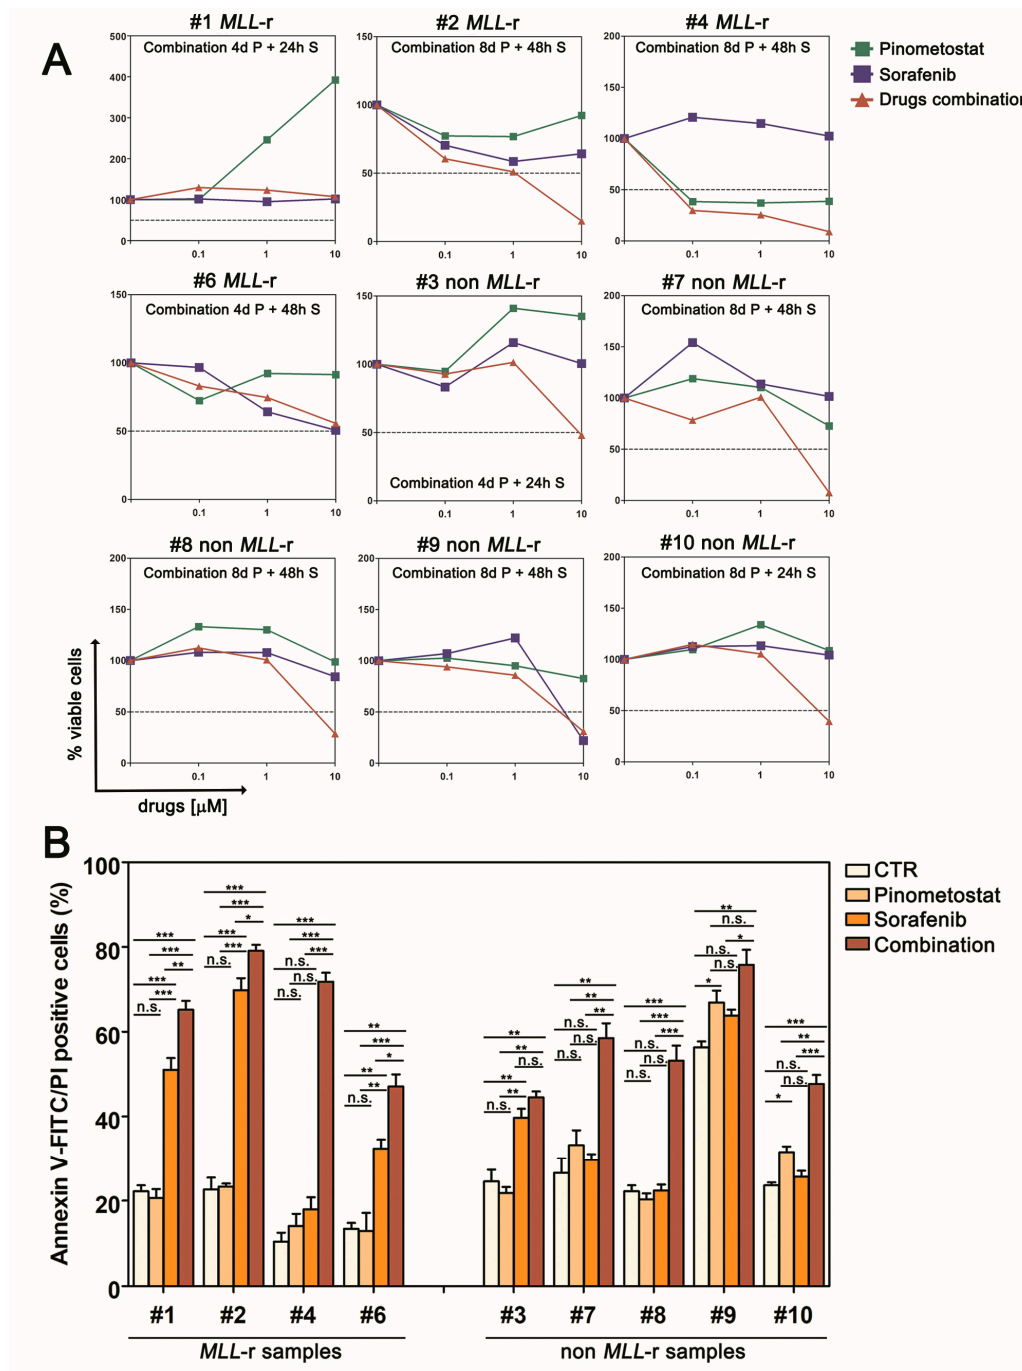 A
#1 MLL-r
Combination 4d P + 24h S
500
400
300
200
100
0
0.1 1 10
#2 MLL-r
Combination 8d P + 48h S
150
100
50
0
0.1 1 10
#4 MLL-r
Combination 8d P + 48h S
200
150
100
50
0
0.1 1 10
Pinometostat
Sorafenib
Drugs combination
#6 MLL-r
Combination 4d P + 48h S
150
100
50
0
0.1 1 10
#3 non MLL-r
150
100
50
0
Combination 4d P + 24h S
0.1 1 10
#7 non MLL-r
Combination 8d P + 48h S
200
150
100
50
0
0.1 1 10
#8 non MLL-r
Combination 8d P + 48h S
200
150
100
50
0
0.1 1 10
#9 non MLL-r
Combination 8d P + 48h S
200
150
100
50
0
0.1 1 10
#10 non MLL-r
Combination 8d P + 24h S
200
150
100
50
0
0.1 1 10
% viable cells
drugs [µM]
B
Annexin V-FITC/PI positive cells (%)
100
80
60
40
20
0
***
***
**
***
***
n.s.
***
***
*
***
***
n.s.
***
***
***
n.s.
n.s.
n.s.
**
***
*
**
**
n.s.
**
**
n.s.
**
**
n.s.
**
**
**
n.s.
n.s.
n.s.
***
***
***
n.s.
n.s.
n.s.
**
n.s.
*
n.s.
n.s.
*
***
**
***
n.s.
n.s.
*
CTR
Pinometostat
Sorafenib
Combination
#1 #2 #4 #6 #3 #7 #8 #9 #10
MLL-r samples non MLL-r samples